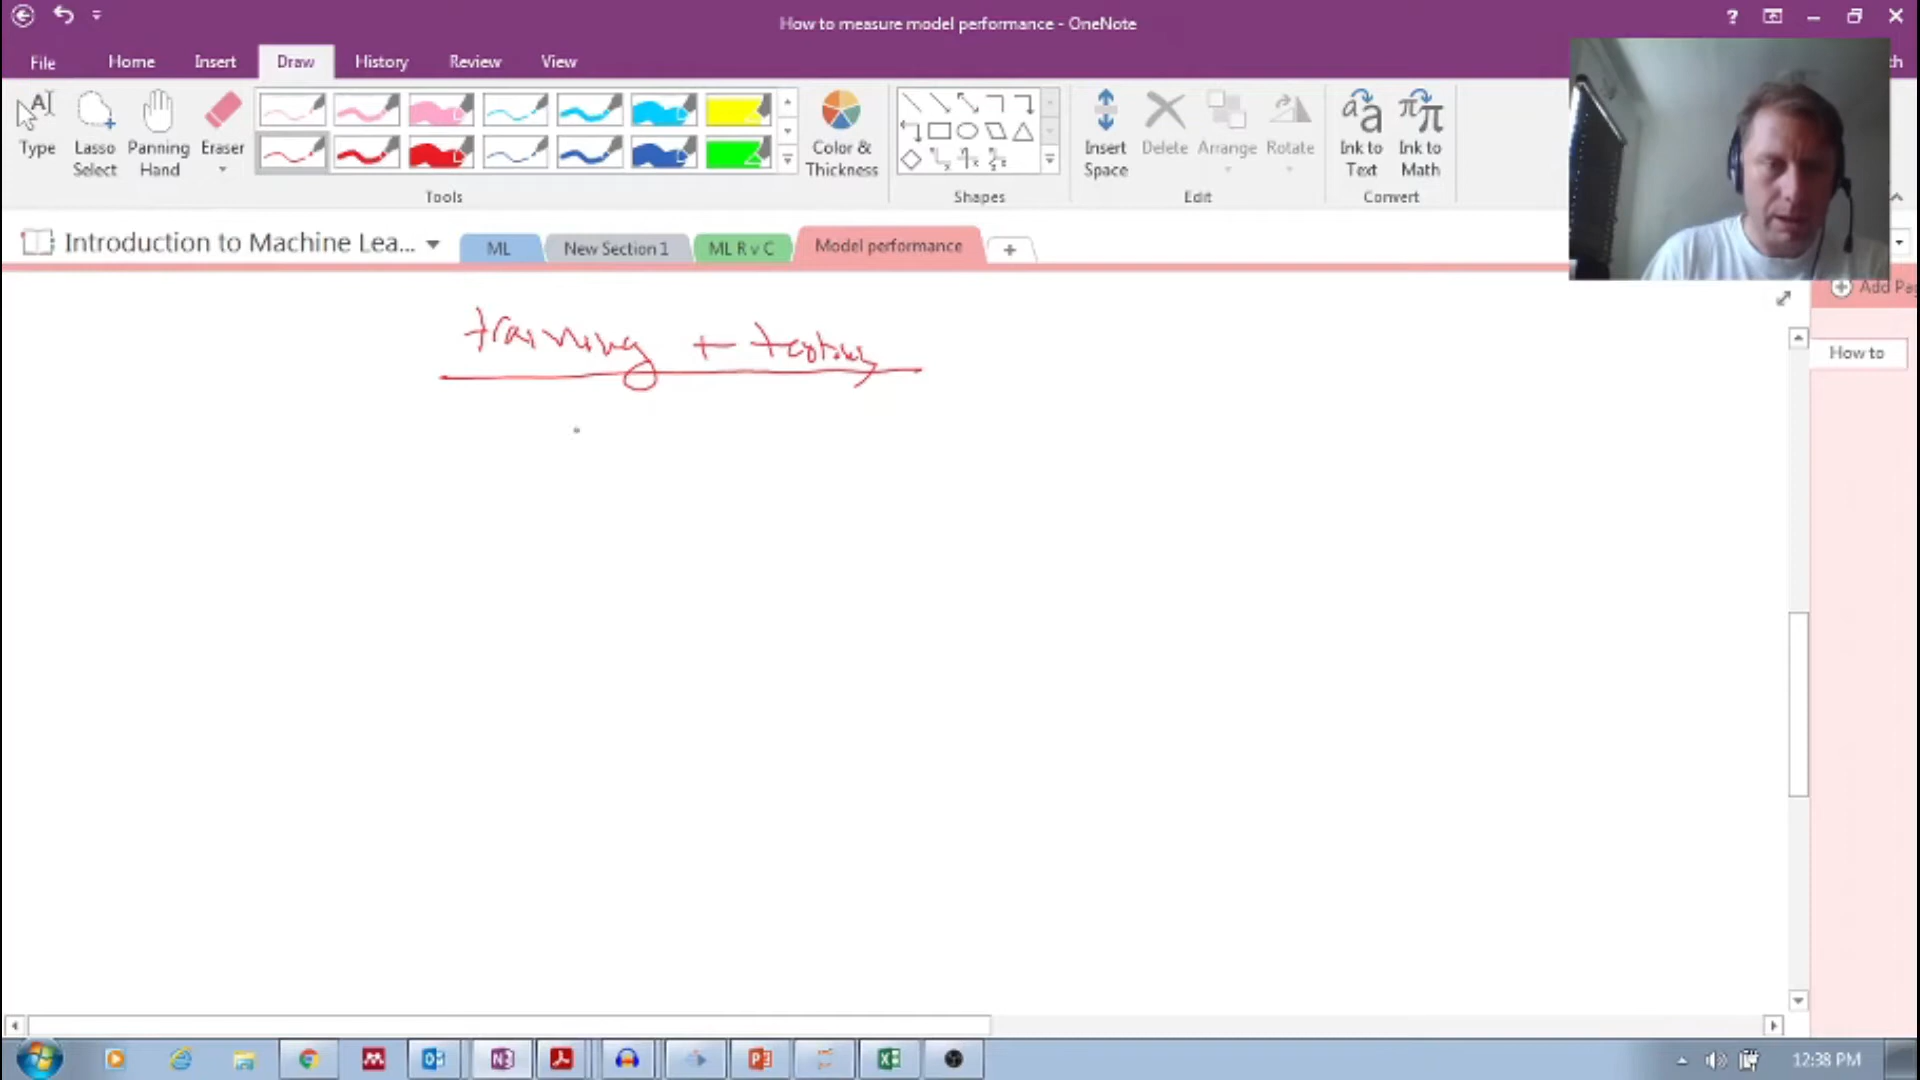 How to measure model performance - OneNote
File Home Insert Draw History Review View
Type
Lasso Select
Panning Hand
Eraser
Color & Thickness
Insert Space
Delete
Arrange
Rotate
Ink to Text
Ink to Math
Tools
Shapes
Edit
Convert
Introduction to Machine Lea... ML New Section 1 ML R v C Model performance
Add Pag
How to
training + testing
12:38 PM